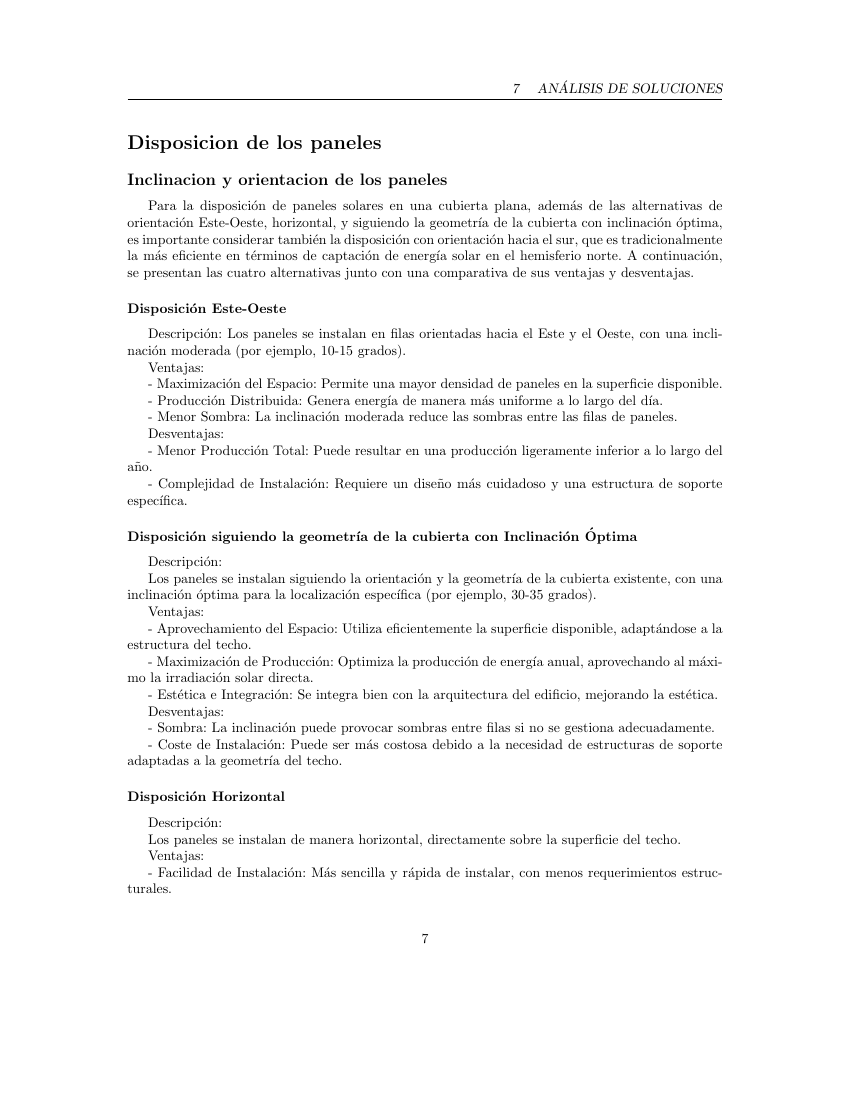 7 ANÁLISIS DE SOLUCIONES
Disposicion de los paneles
Inclinacion y orientacion de los paneles
Para la disposición de paneles solares en una cubierta plana, además de las alternativas de
orientación Este-Oeste, horizontal, y siguiendo la geometría de la cubierta con inclinación óptima,
es importante considerar también la disposición con orientación hacia el sur, que es tradicionalmente
la más eficiente en términos de captación de energía solar en el hemisferio norte. A continuación,
se presentan las cuatro alternativas junto con una comparativa de sus ventajas y desventajas.
Disposición Este-Oeste
Descripción: Los paneles se instalan en filas orientadas hacia el Este y el Oeste, con una incli-
nación moderada (por ejemplo, 10-15 grados).
Ventajas:
- Maximización del Espacio: Permite una mayor densidad de paneles en la superficie disponible.
- Producción Distribuida: Genera energía de manera más uniforme a lo largo del día.
- Menor Sombra: La inclinación moderada reduce las sombras entre las filas de paneles.
Desventajas:
- Menor Producción Total: Puede resultar en una producción ligeramente inferior a lo largo del
año.
- Complejidad de Instalación: Requiere un diseño más cuidadoso y una estructura de soporte
específica.
Disposición siguiendo la geometría de la cubierta con Inclinación Óptima
Descripción:
Los paneles se instalan siguiendo la orientación y la geometría de la cubierta existente, con una
inclinación óptima para la localización específica (por ejemplo, 30-35 grados).
Ventajas:
- Aprovechamiento del Espacio: Utiliza eficientemente la superficie disponible, adaptándose a la
estructura del techo.
- Maximización de Producción: Optimiza la producción de energía anual, aprovechando al máxi-
mo la irradiación solar directa.
- Estética e Integración: Se integra bien con la arquitectura del edificio, mejorando la estética.
Desventajas:
- Sombra: La inclinación puede provocar sombras entre filas si no se gestiona adecuadamente.
- Coste de Instalación: Puede ser más costosa debido a la necesidad de estructuras de soporte
adaptadas a la geometría del techo.
Disposición Horizontal
Descripción:
Los paneles se instalan de manera horizontal, directamente sobre la superficie del techo.
Ventajas:
- Facilidad de Instalación: Más sencilla y rápida de instalar, con menos requerimientos estruc-
turales.
7